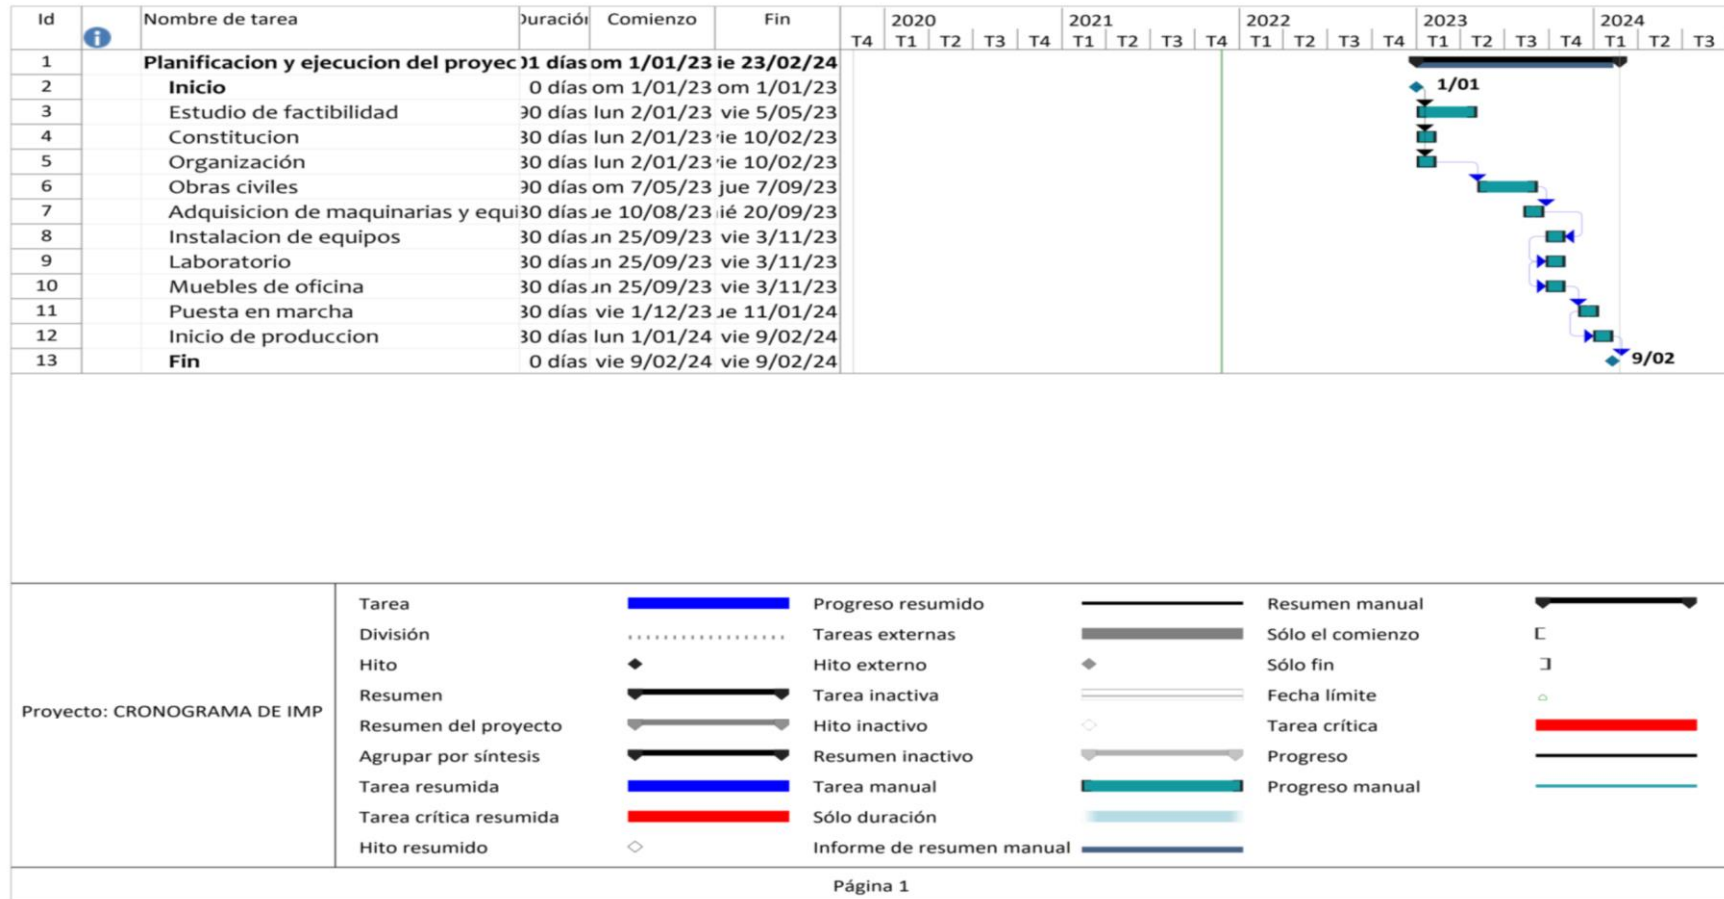 Id Nombre de tarea Duración Comienzo Fin 2020 2021 2022 2023 2024
T4 T1 T2 T3 T4 T1 T2 T3 T4 T1 T2 T3 T4 T1 T2 T3 T4 T1 T2 T3
1 Planificacion y ejecucion del proyec 01 días om 1/01/23 ie 23/02/24
2 Inicio 0 días om 1/01/23 om 1/01/23 1/01
3 Estudio de factibilidad 90 días lun 2/01/23 vie 5/05/23
4 Constitucion 30 días lun 2/01/23 ie 10/02/23
5 Organización 30 días lun 2/01/23 ie 10/02/23
6 Obras civiles 90 días om 7/05/23 jue 7/09/23
7 Adquisicion de maquinarias y equi 30 días ue 10/08/23 ié 20/09/23
8 Instalacion de equipos 30 días un 25/09/23 vie 3/11/23
9 Laboratorio 30 días un 25/09/23 vie 3/11/23
10 Muebles de oficina 30 días un 25/09/23 vie 3/11/23
11 Puesta en marcha 30 días vie 1/12/23 ue 11/01/24
12 Inicio de produccion 30 días lun 1/01/24 vie 9/02/24
13 Fin 0 días vie 9/02/24 vie 9/02/24 9/02
Proyecto: CRONOGRAMA DE IMP
Tarea
División
Hito
Resumen
Resumen del proyecto
Agrupar por síntesis
Tarea resumida
Tarea crítica resumida
Hito resumido
Progreso resumido
Tareas externas
Hito externo
Tarea inactiva
Hito inactivo
Resumen inactivo
Tarea manual
Sólo duración
Informe de resumen manual
Resumen manual
Sólo el comienzo
Sólo fin
Fecha límite
Tarea crítica
Progreso
Progreso manual
Página 1